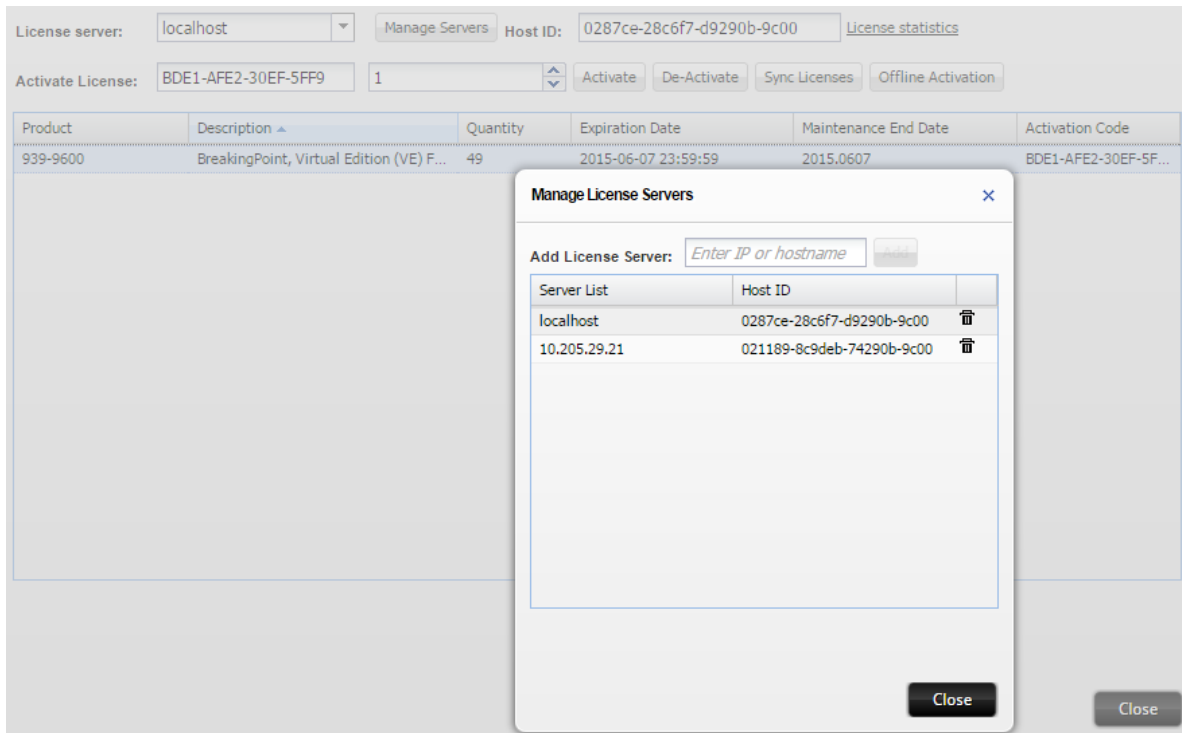 License server: localhost Manage Servers Host ID: 0287ce-28c6f7-d9290b-9c00 License statistics
Activate License: BDE1-AFE2-30EF-5FF9 1 Activate De-Activate Sync Licenses Offline Activation
Product Description Quantity Expiration Date Maintenance End Date Activation Code
939-9600 BreakingPoint, Virtual Edition (VE) F... 49 2015-06-07 23:59:59 2015.0607 BDE1-AFE2-30EF-5F...
Manage License Servers
Add License Server: Enter IP or hostname Add
Server List Host ID
localhost 0287ce-28c6f7-d9290b-9c00
10.205.29.21 021189-8c9deb-74290b-9c00
Close
Close